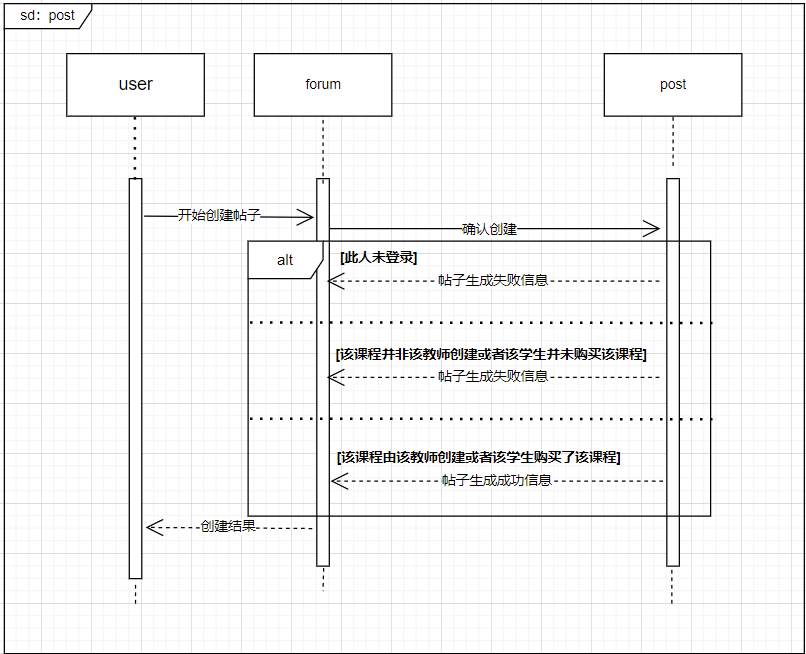 sd：post
user
forum
post
开始创建帖子
确认创建
alt
[此人未登录]
帖子生成失败信息
[该课程并非该教师创建或者该学生并未购买该课程]
帖子生成失败信息
[该课程由该教师创建或者该学生购买了该课程]
帖子生成成功信息
创建结果